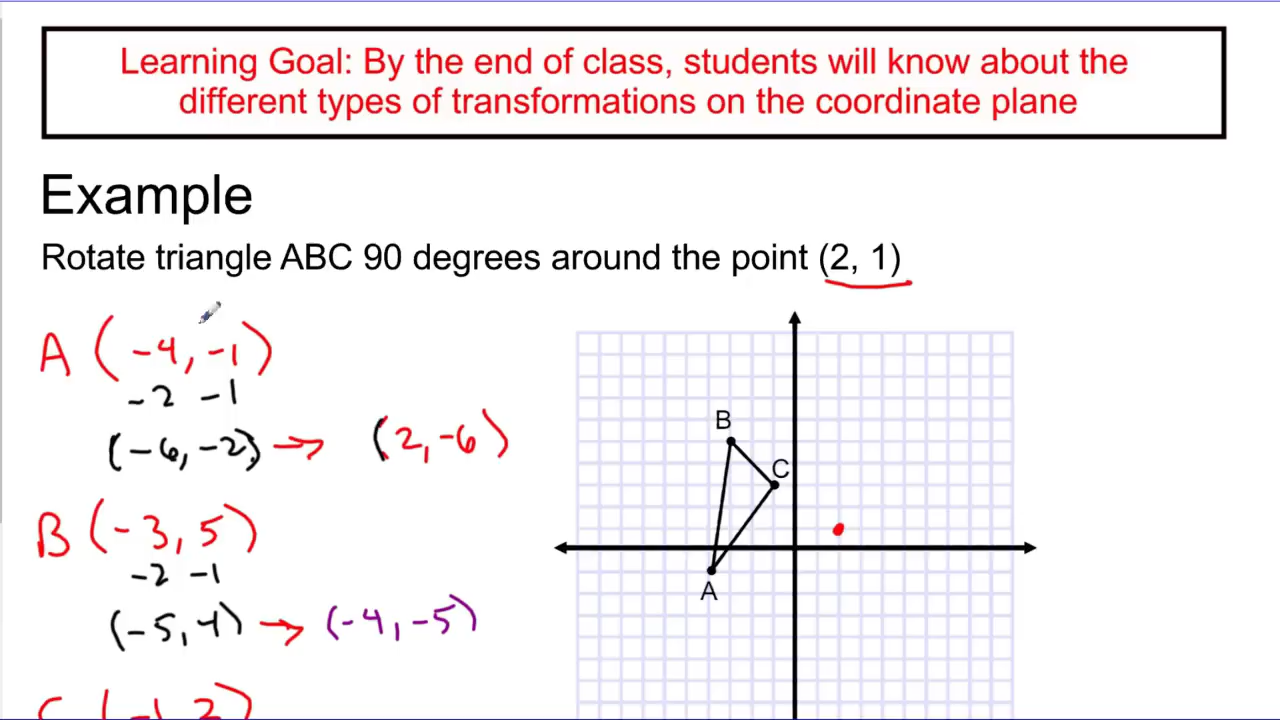 Learning Goal: By the end of class, students will know about the
different types of transformations on the coordinate plane
Example
Rotate triangle ABC 90 degrees around the point (2, 1)
A (-4, -1)
-2 -1
(-6, -2) → (2, -6)
B (-3, 5)
-2 -1
(-5, 4) → (-4, -5)
B
C
A